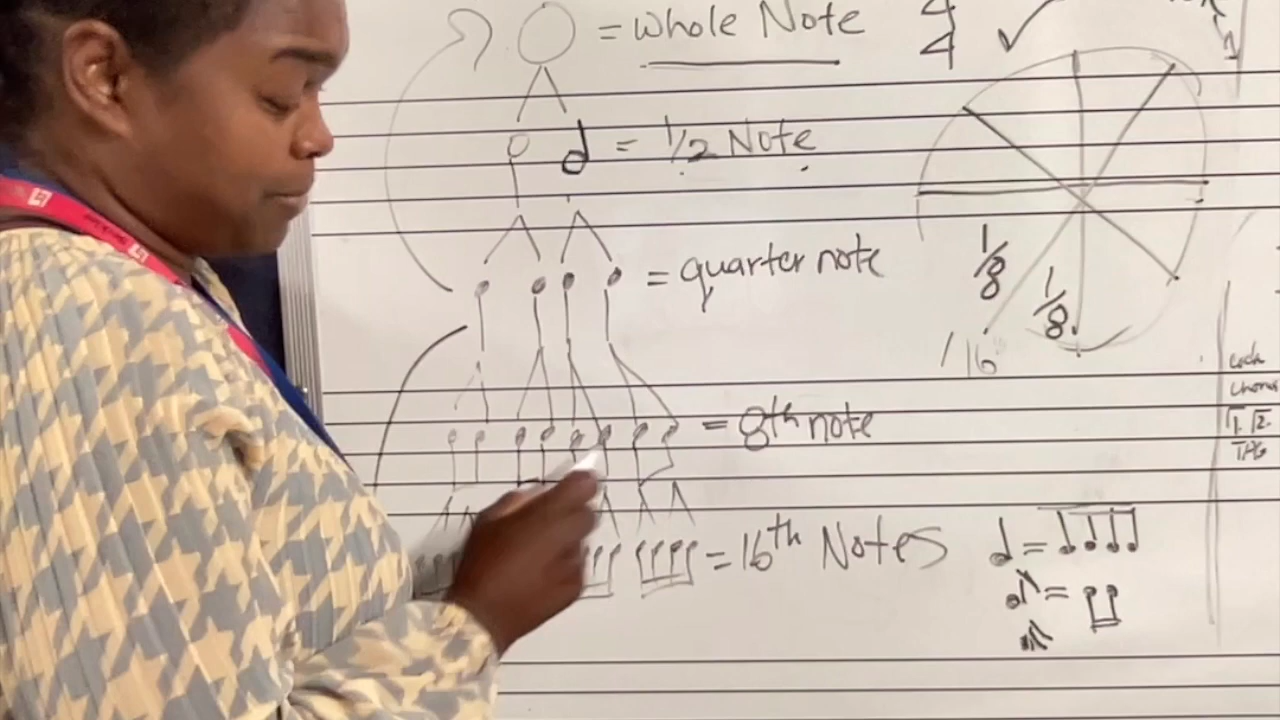 = Whole Note
4
4
= 1/2 Note
= quarter note
1/8
1/8
1/16
= 8th note
= 16th Notes
=
=
Coda
Chorus
1. 2.
TAG